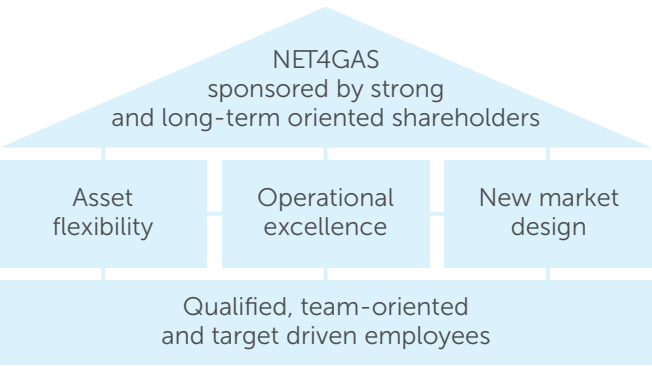 NET4GAS
sponsored by strong
and long-term oriented shareholders
Asset
flexibility
Operational
excellence
New market
design
Qualified, team-oriented
and target driven employees